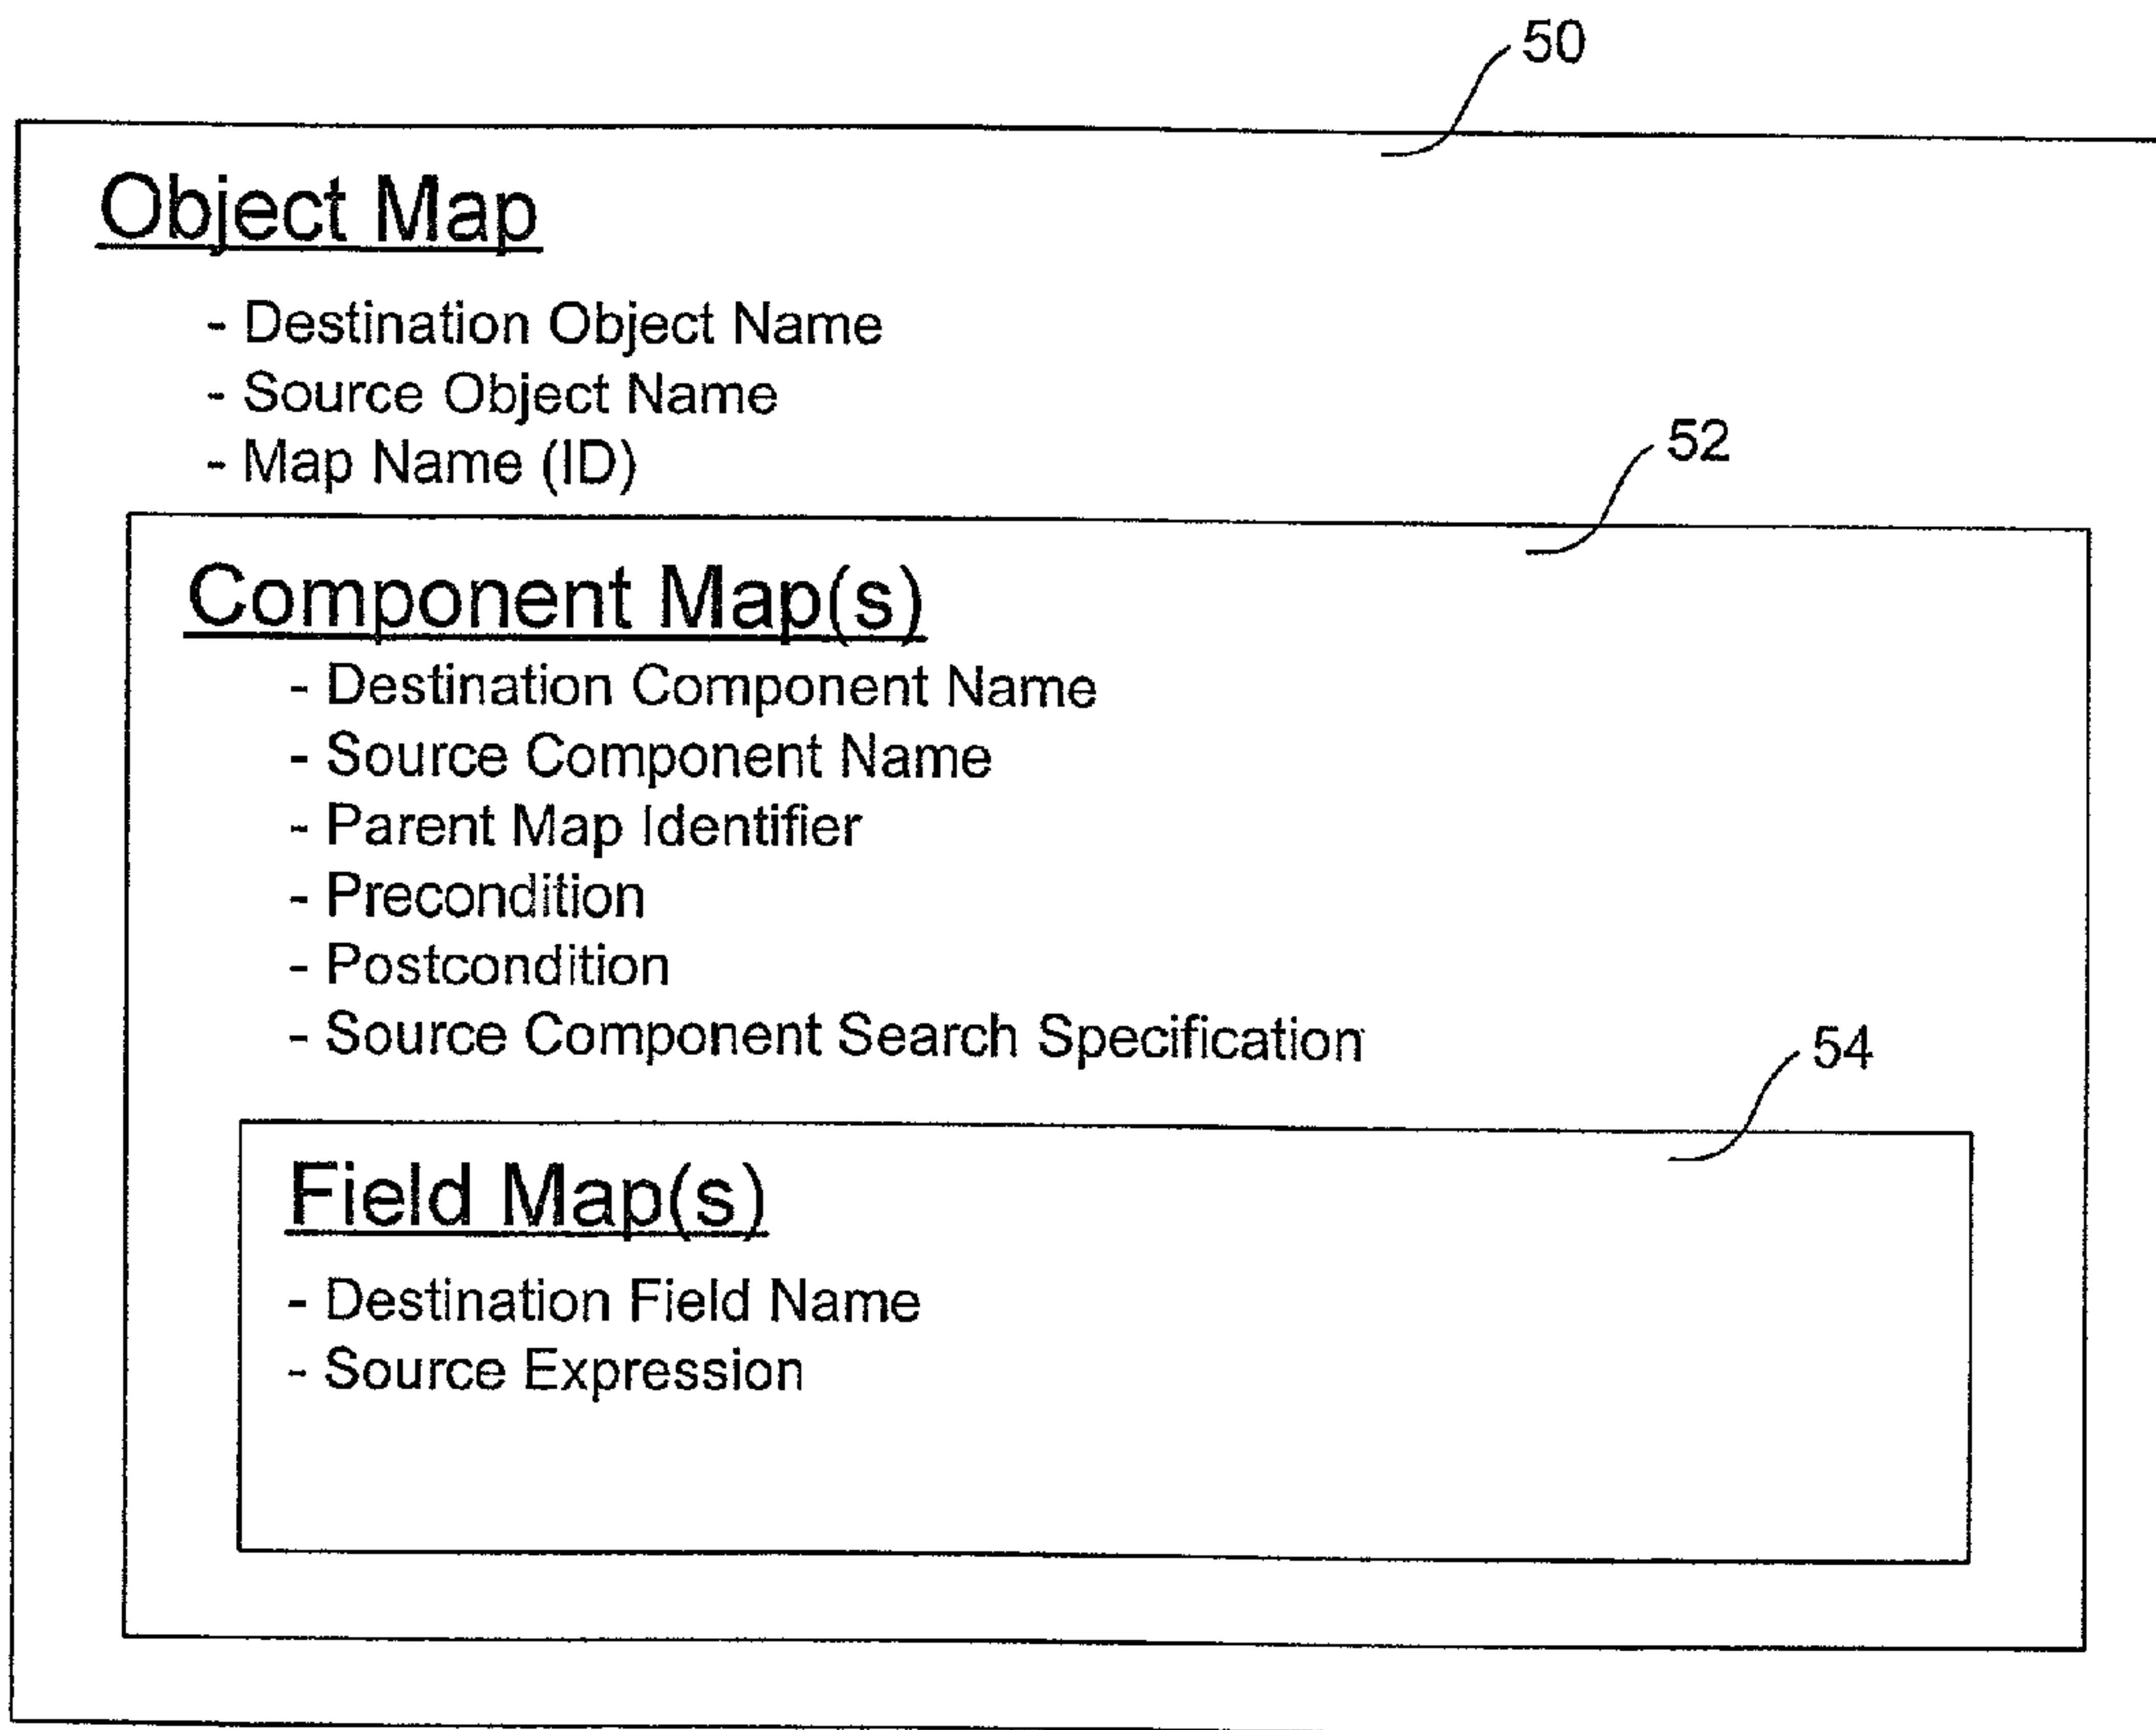 50
Object Map
- Destination Object Name
- Source Object Name
- Map Name (ID)
52
Component Map(s)
- Destination Component Name
- Source Component Name
- Parent Map Identifier
- Precondition
- Postcondition
- Source Component Search Specification
54
Field Map(s)
- Destination Field Name
- Source Expression